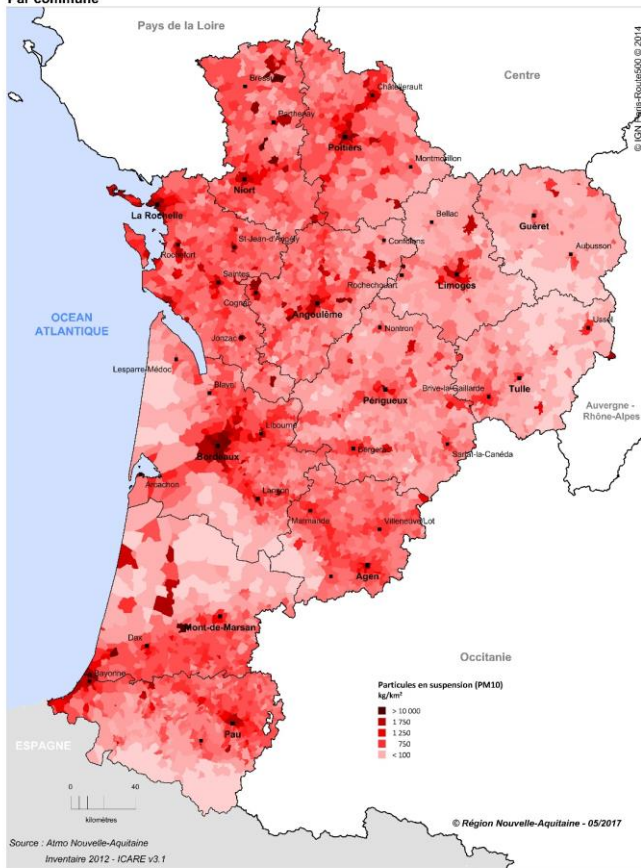 Par commune
Pays de la Loire
© IGN Paris-Route500 © 2014
Centre
Bressuire
Châtellerault
Parthenay
Poitiers
Montmorillon
Niort
La Rochelle
Bellac
Guéret
St-Jean-d'Angély
Confolens
Aubusson
Rochefort
Saintes
Rochechouart
Limoges
Cognac
Angoulême
OCEAN
ATLANTIQUE
Jonzac
Nontron
Ussel
Lesparre-Médoc
Blaye
Périgueux
Brive-la-Gaillarde
Tulle
Auvergne -
Rhône-Alpes
Libourne
Bordeaux
Bergerac
Sarlat-la-Canéda
Arcachon
Langon
Marmande
Villeneuve/Lot
Agen
Mont-de-Marsan
Dax
Occitanie
Bayonne
Particules en suspension (PM10)
kg/km²
> 10 000
1 750
1 250
750
< 100
Pau
ESPAGNE
0 40
kilomètres
© Région Nouvelle-Aquitaine - 05/2017
Source : Atmo Nouvelle-Aquitaine
Inventaire 2012 - ICARE v3.1